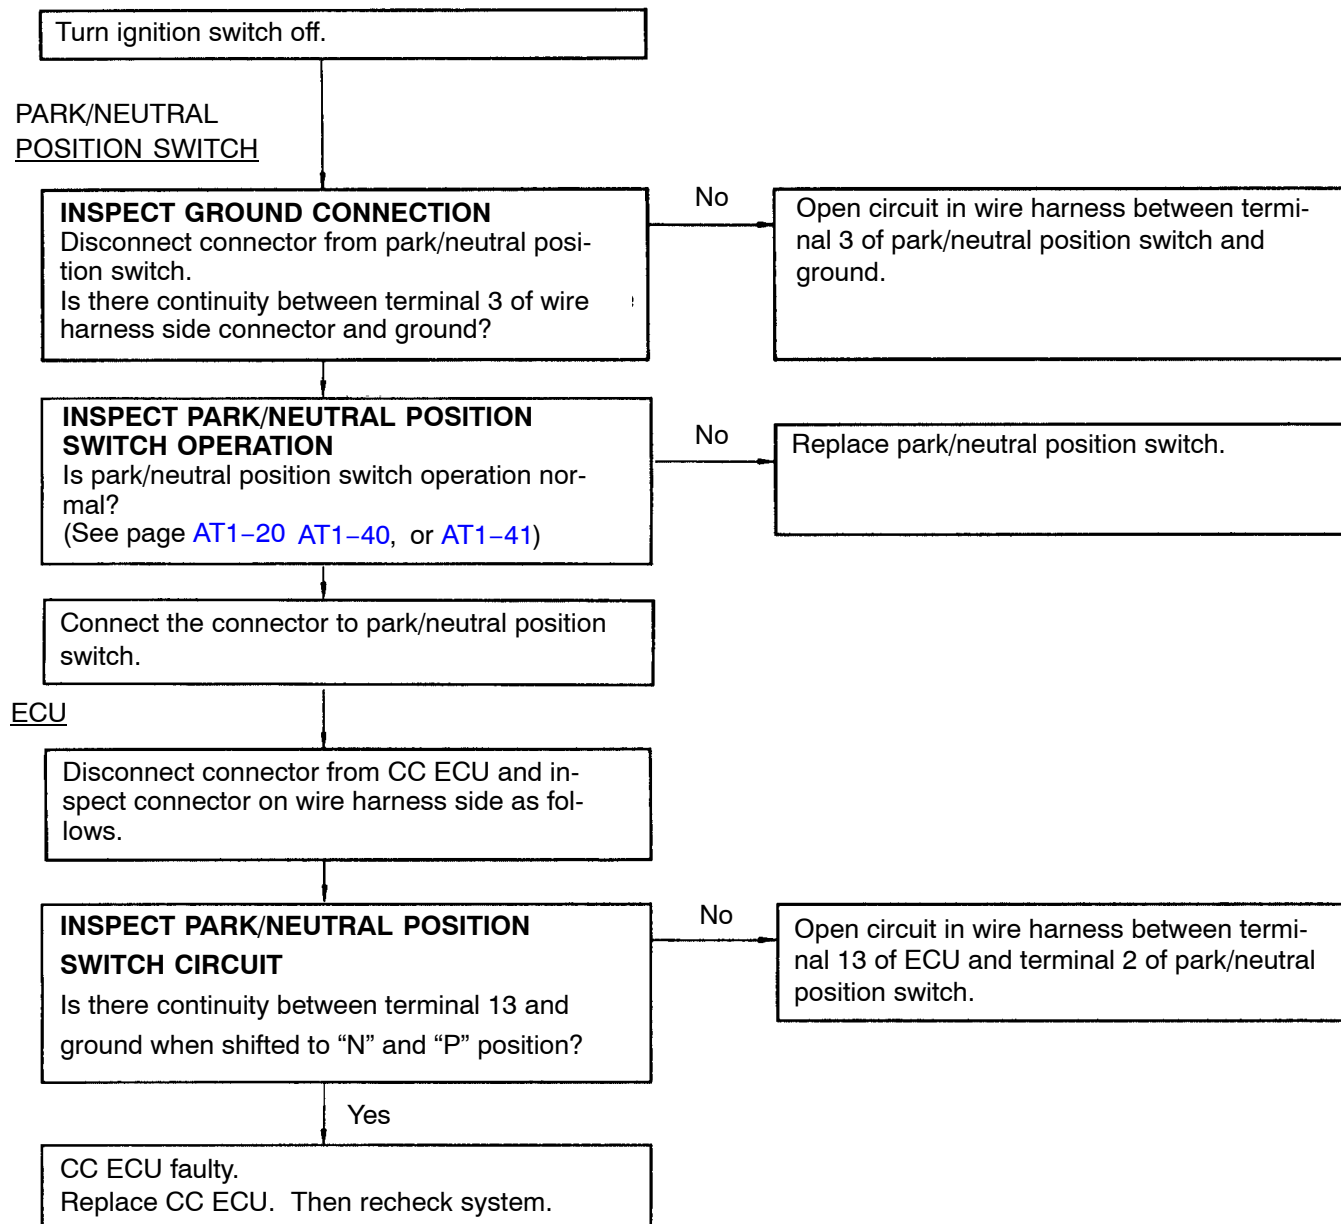 Turn ignition switch off.
PARK/NEUTRAL
POSITION SWITCH
INSPECT GROUND CONNECTION
Disconnect connector from park/neutral posi-
tion switch.
Is there continuity between terminal 3 of wire
harness side connector and ground?
No
Open circuit in wire harness between termi-
nal 3 of park/neutral position switch and
ground.
INSPECT PARK/NEUTRAL POSITION
SWITCH OPERATION
Is park/neutral position switch operation nor-
mal?
(See page AT1−20 AT1−40, or AT1−41)
No
Replace park/neutral position switch.
Connect the connector to park/neutral position
switch.
ECU
Disconnect connector from CC ECU and in-
spect connector on wire harness side as fol-
lows.
INSPECT PARK/NEUTRAL POSITION
SWITCH CIRCUIT
Is there continuity between terminal 13 and
ground when shifted to “N” and “P” position?
No
Open circuit in wire harness between termi-
nal 13 of ECU and terminal 2 of park/neutral
position switch.
Yes
CC ECU faulty.
Replace CC ECU. Then recheck system.